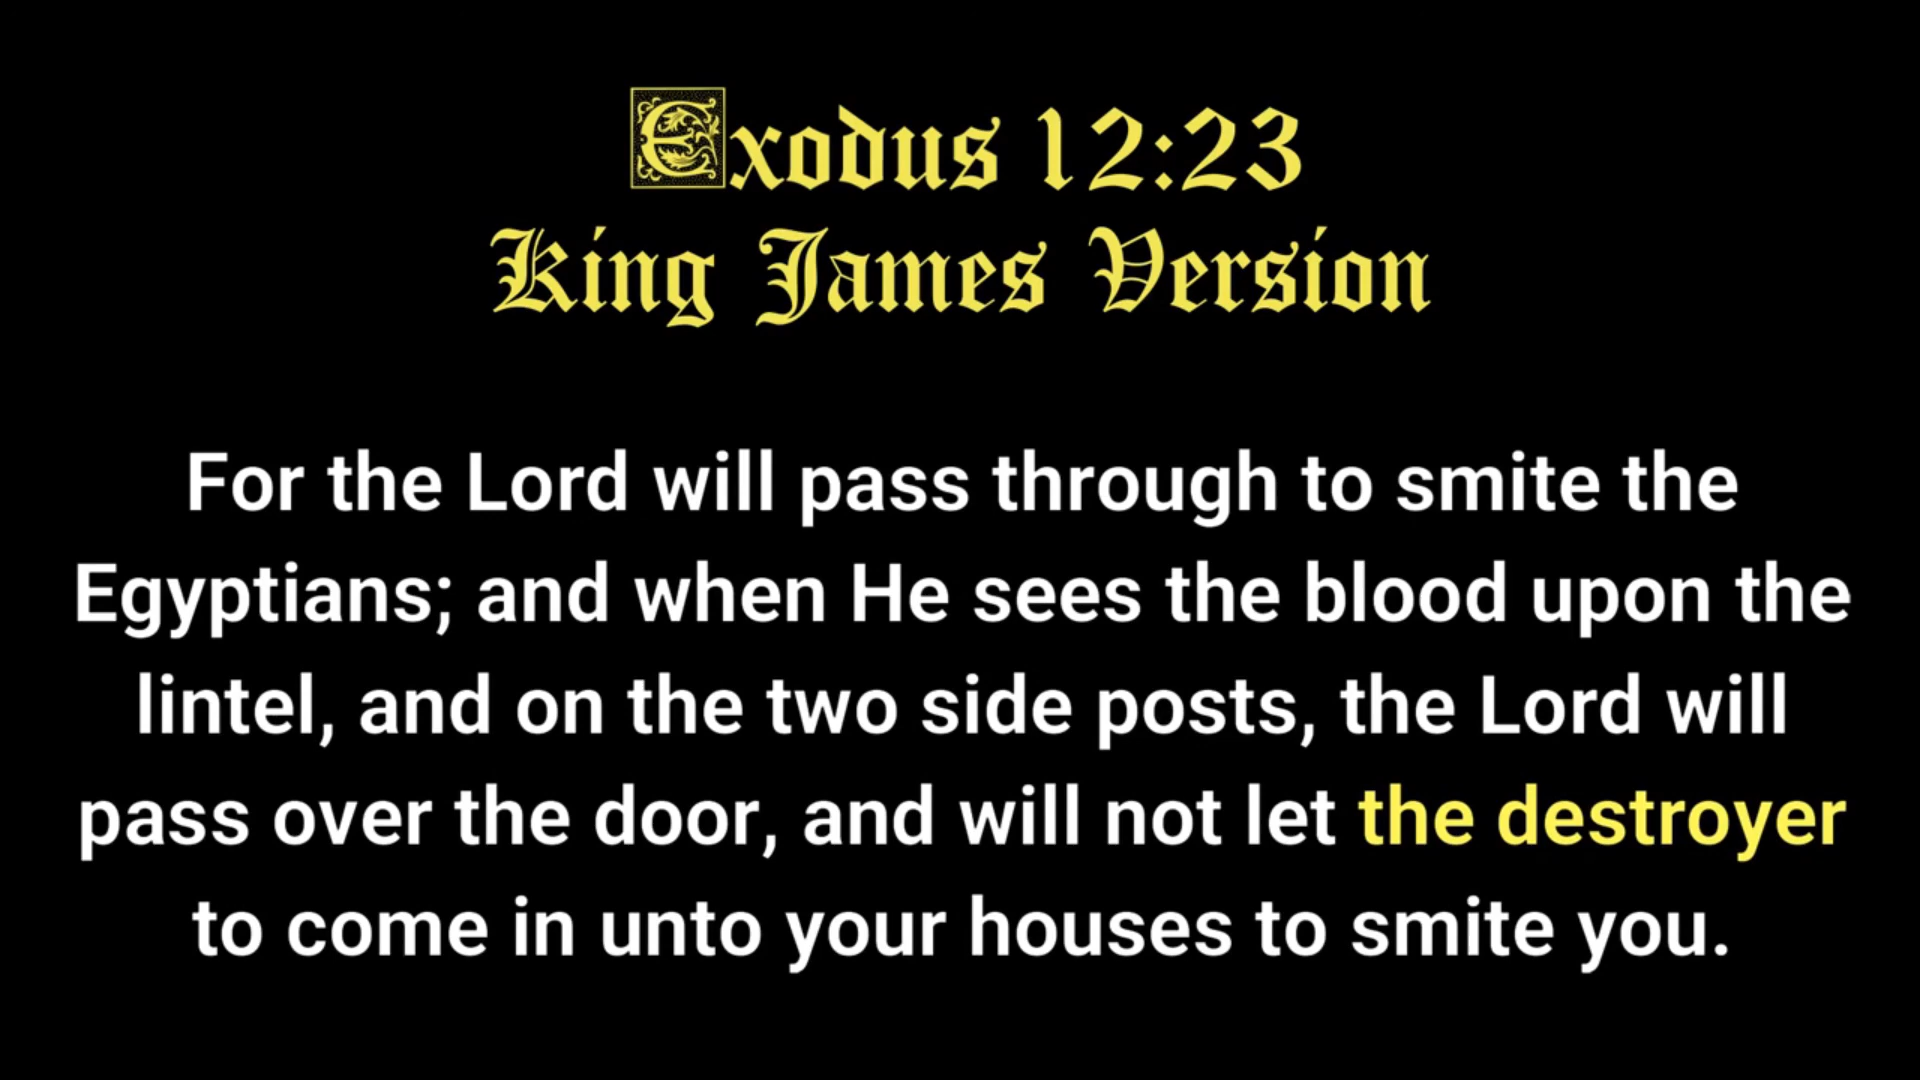 Exodus 12:23
King James Version
For the Lord will pass through to smite the
Egyptians; and when He sees the blood upon the
lintel, and on the two side posts, the Lord will
pass over the door, and will not let the destroyer
to come in unto your houses to smite you.